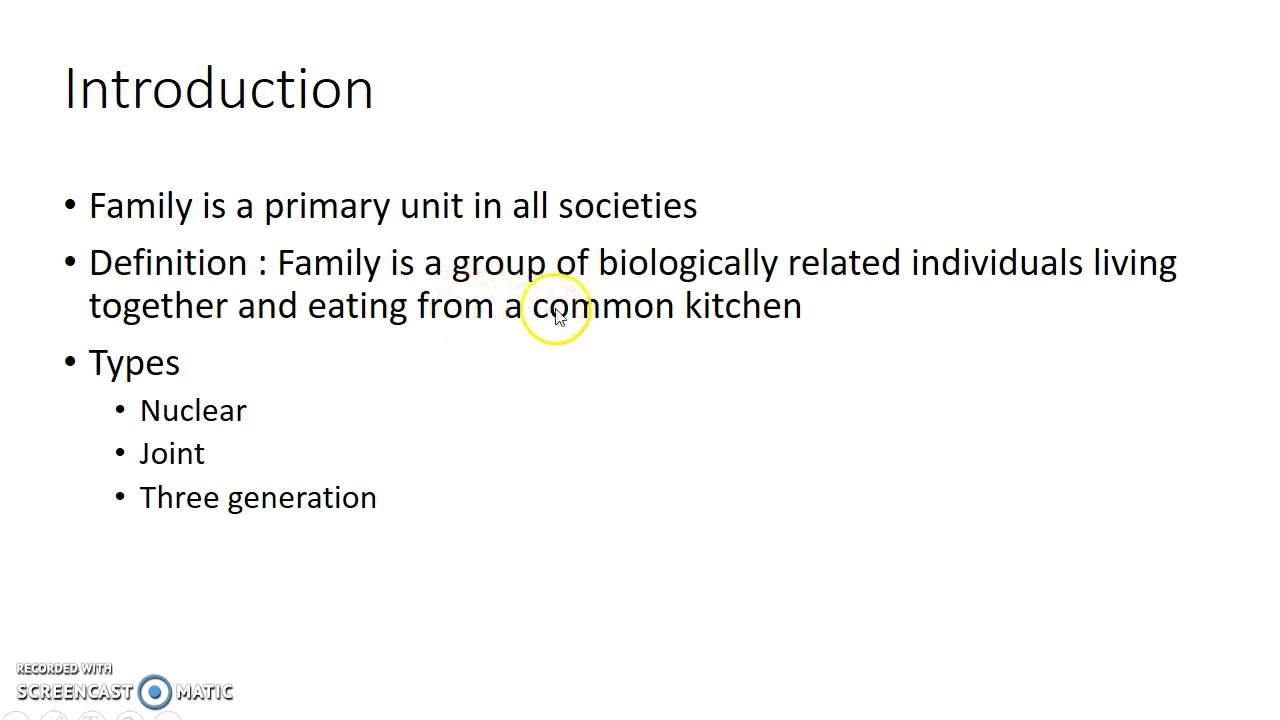 Introduction
• Family is a primary unit in all societies
• Definition : Family is a group of biologically related individuals living
together and eating from a common kitchen
• Types
• Nuclear
• Joint
• Three generation
RECORDED WITH
SCREENCAST MATIC